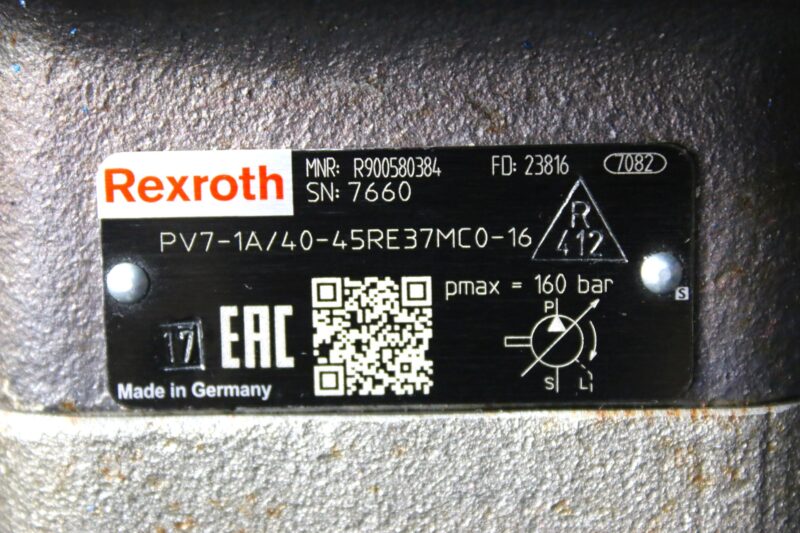 Rexroth
MNR: R900580384 FD: 23816 7082
SN: 7660
PV7-1A/40-45RE37MC0-16
R
412
pmax = 160 bar
P
17 EAC
S L
Made in Germany
S